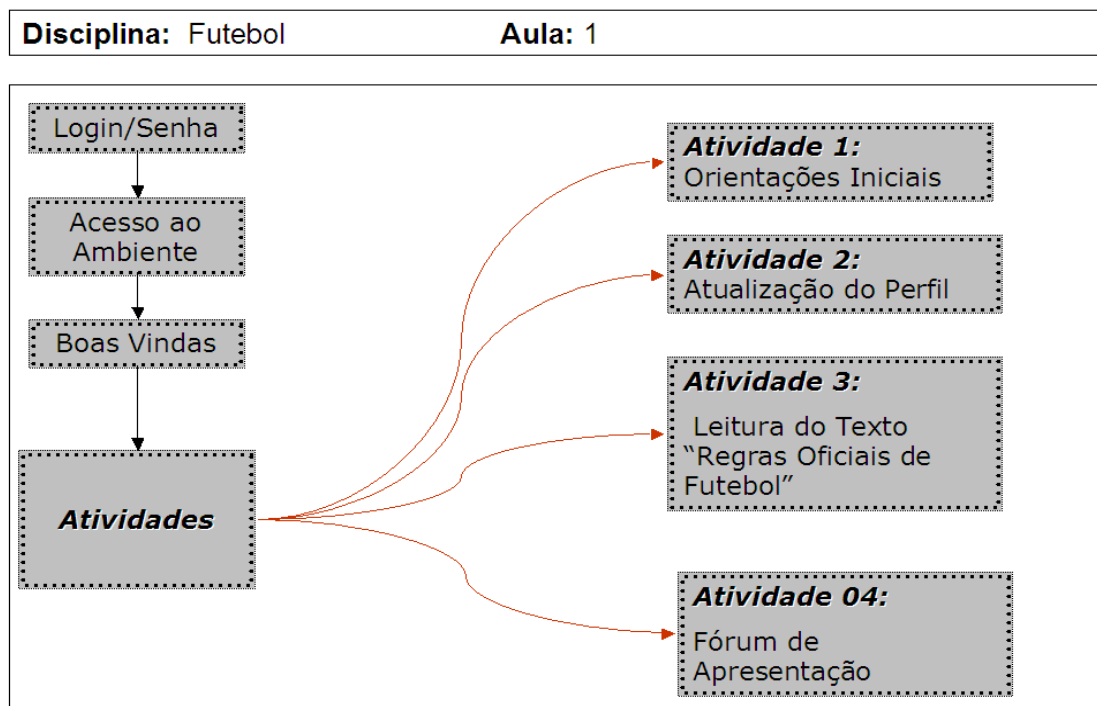 Disciplina: Futebol Aula: 1
Login/Senha
Acesso ao
Ambiente
Boas Vindas
Atividades
Atividade 1:
Orientações Iniciais
Atividade 2:
Atualização do Perfil
Atividade 3:
Leitura do Texto
“Regras Oficiais de
Futebol”
Atividade 04:
Fórum de
Apresentação